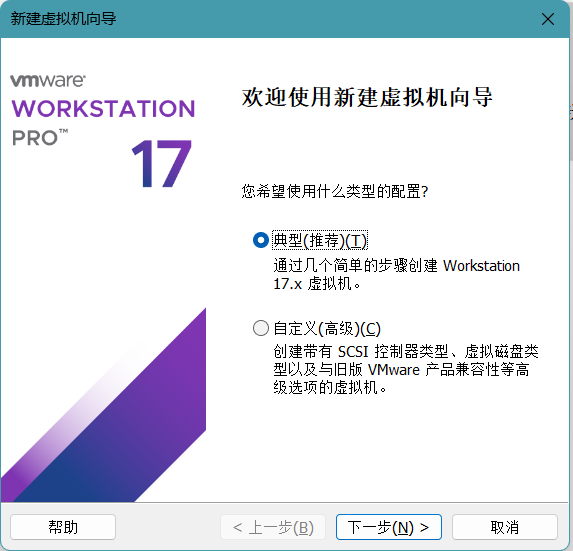 新建虚拟机向导
vmware
WORKSTATION
PRO™
17
欢迎使用新建虚拟机向导
您希望使用什么类型的配置?
典型(推荐)(T)
通过几个简单的步骤创建 Workstation
17.x 虚拟机。
自定义(高级)(C)
创建带有 SCSI 控制器类型、虚拟磁盘类
型以及与旧版 VMware 产品兼容性等高
级选项的虚拟机。
帮助
< 上一步(B)
下一步(N) >
取消